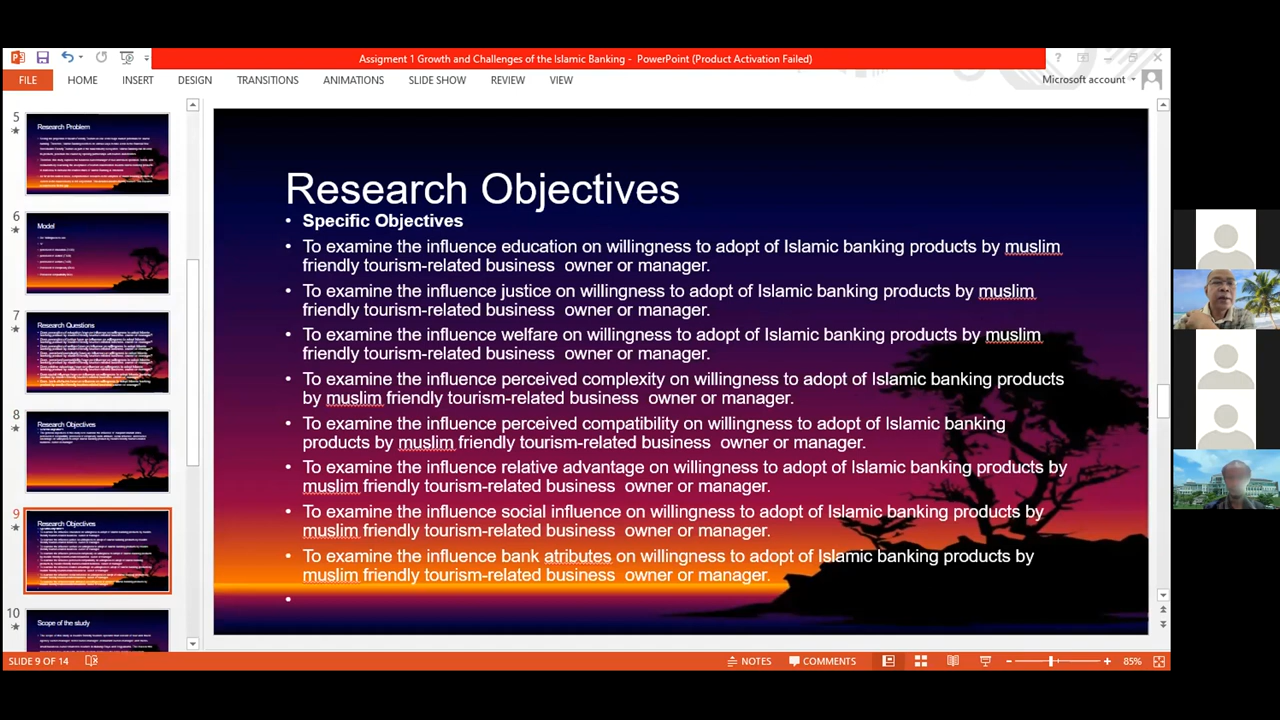 Assigment 1 Growth and Challenges of the Islamic Banking - PowerPoint (Product Activation Failed)
FILE HOME INSERT DESIGN TRANSITIONS ANIMATIONS SLIDE SHOW REVIEW VIEW
Microsoft account
5
Research Problem
6
Model
7
Research Questions
8
Research Objectives
9
Research Objectives
10
Scope of the study
Research Objectives
• Specific Objectives
• To examine the influence education on willingness to adopt of Islamic banking products by muslim
friendly tourism-related business owner or manager.
• To examine the influence justice on willingness to adopt of Islamic banking products by muslim
friendly tourism-related business owner or manager.
• To examine the influence welfare on willingness to adopt of Islamic banking products by muslim
friendly tourism-related business owner or manager.
• To examine the influence perceived complexity on willingness to adopt of Islamic banking products
by muslim friendly tourism-related business owner or manager.
• To examine the influence perceived compatibility on willingness to adopt of Islamic banking
products by muslim friendly tourism-related business owner or manager.
• To examine the influence relative advantage on willingness to adopt of Islamic banking products by
muslim friendly tourism-related business owner or manager.
• To examine the influence social influence on willingness to adopt of Islamic banking products by
muslim friendly tourism-related business owner or manager.
• To examine the influence bank on willingness to adopt of Islamic banking products by
muslim friendly tourism-related business owner or manager.
•
SLIDE 9 OF 14
NOTES COMMENTS 85%